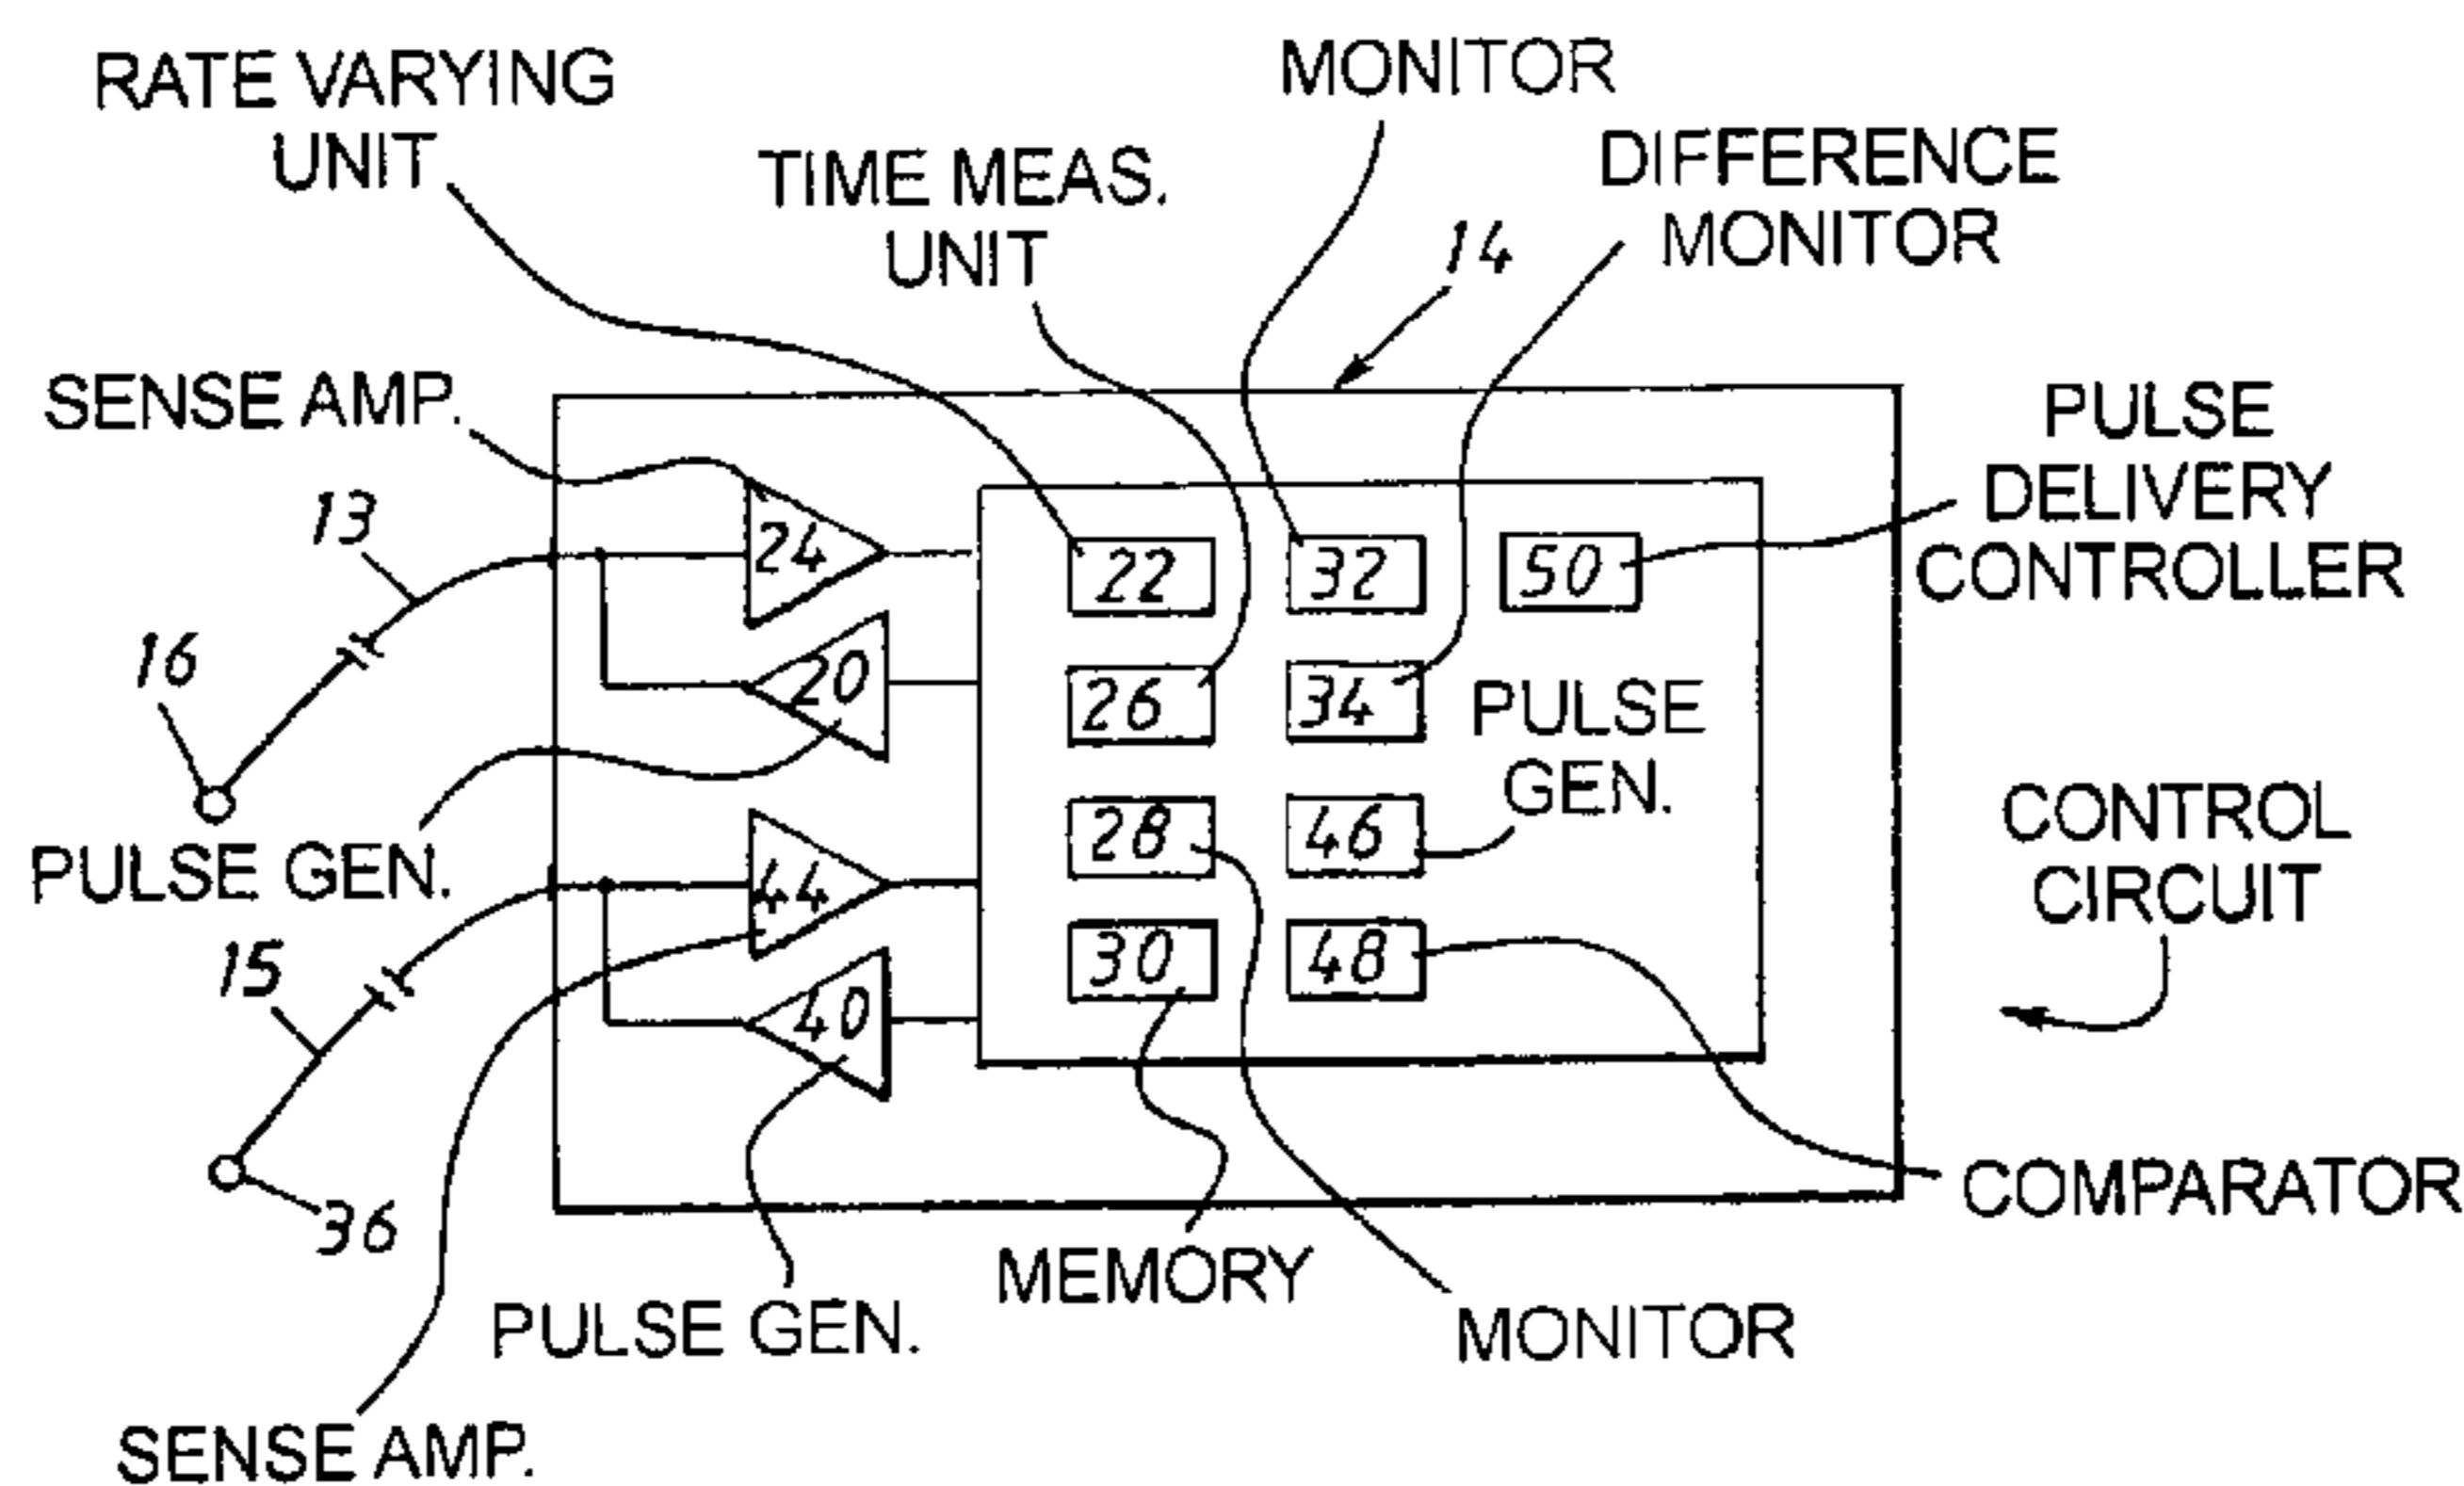 RATE VARYING
UNIT
MONITOR
TIME MEAS.
UNIT
DIFFERENCE
MONITOR
14
SENSE AMP.
PULSE
DELIVERY
CONTROLLER
13
24
22
32
50
16
20
26
34
PULSE
GEN.
PULSE GEN.
44
28
46
CONTROL
CIRCUIT
15
40
30
48
36
COMPARATOR
MEMORY
PULSE GEN.
MONITOR
SENSE AMP.